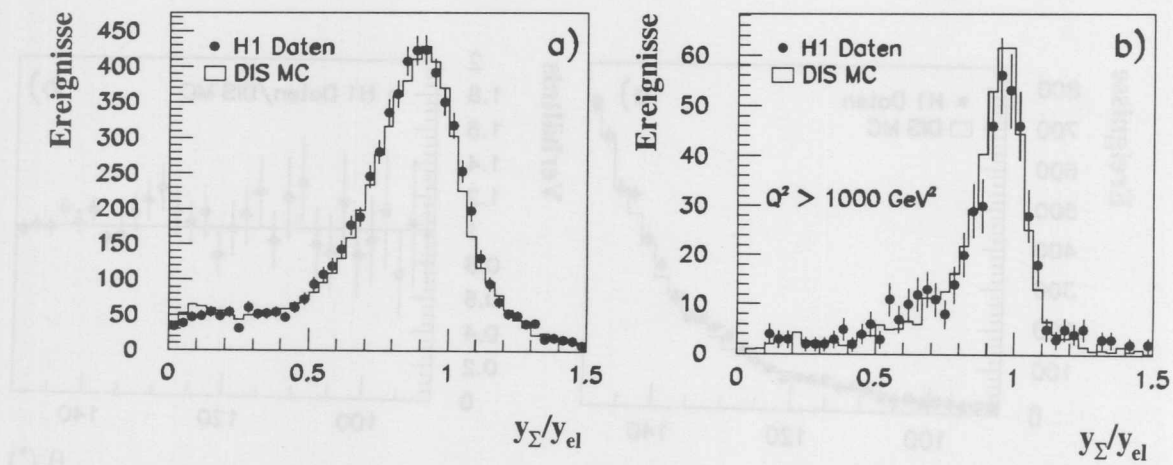 Ereignisse
a)
H1 Daten
DIS MC
450
400
350
300
250
200
150
100
50
0
0
0.5
1
1.5
y_Σ/y_el
Ereignisse
b)
H1 Daten
DIS MC
Q² > 1000 GeV²
60
50
40
30
20
10
0
0
0.5
1
1.5
y_Σ/y_el